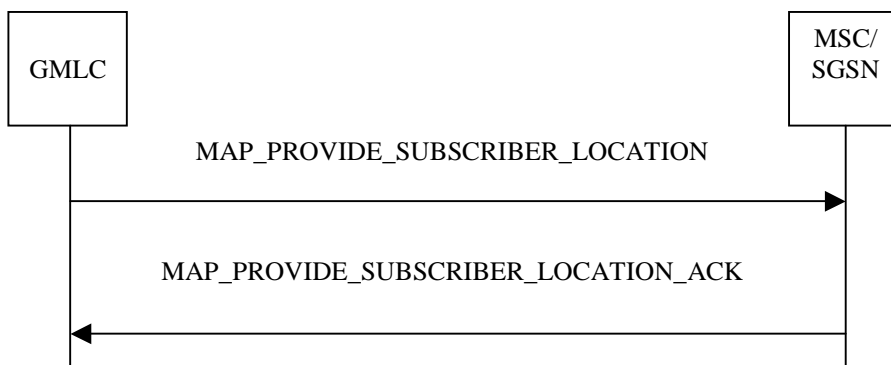 GMLC
MSC/
SGSN
MAP_PROVIDE_SUBSCRIBER_LOCATION
MAP_PROVIDE_SUBSCRIBER_LOCATION_ACK